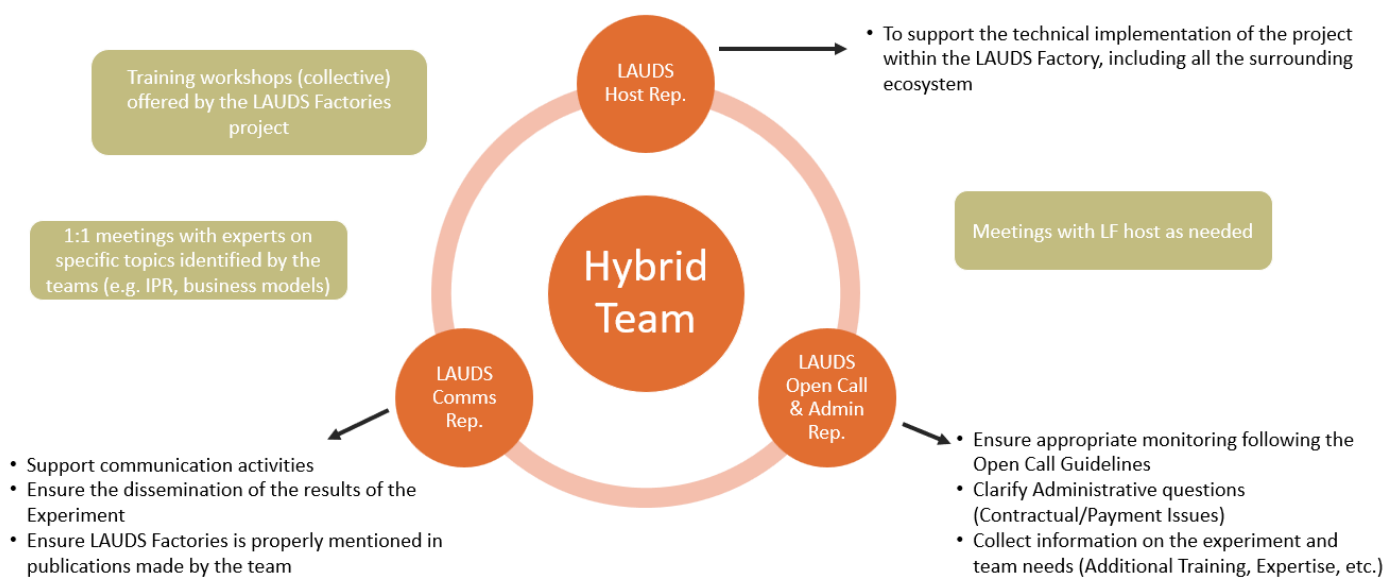 Training workshops (collective)
offered by the LAUDS Factories
project
1:1 meetings with experts on
specific topics identified by the
teams (e.g. IPR, business models)
LAUDS
Host Rep.
• To support the technical implementation of the project
within the LAUDS Factory, including all the surrounding
ecosystem
Meetings with LF host as needed
Hybrid
Team
LAUDS
Comms
Rep.
LAUDS
Open Call
& Admin
Rep.
• Support communication activities
• Ensure the dissemination of the results of the
Experiment
• Ensure LAUDS Factories is properly mentioned in
publications made by the team
• Ensure appropriate monitoring following the
Open Call Guidelines
• Clarify Administrative questions
(Contractual/Payment Issues)
• Collect information on the experiment and
team needs (Additional Training, Expertise, etc.)